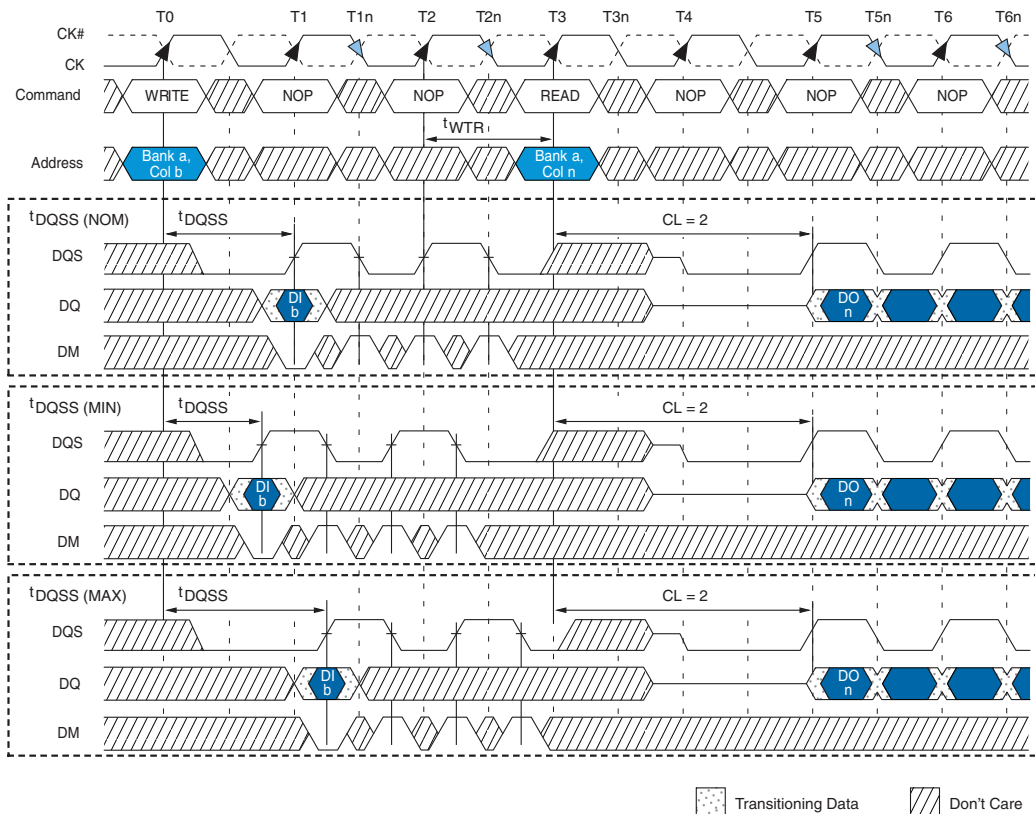 T0 T1 T1n T2 T2n T3 T3n T4 T5 T5n T6 T6n
CK#
CK
Command WRITE NOP NOP READ NOP NOP NOP
tWTR
Address Bank a, Col b Bank a, Col n
tDQSS (NOM) tDQSS CL = 2
DQS
DQ DI b DO n
DM
tDQSS (MIN) tDQSS CL = 2
DQS
DQ DI b DO n
DM
tDQSS (MAX) tDQSS CL = 2
DQS
DQ DI b DO n
DM
Transitioning Data Don't Care